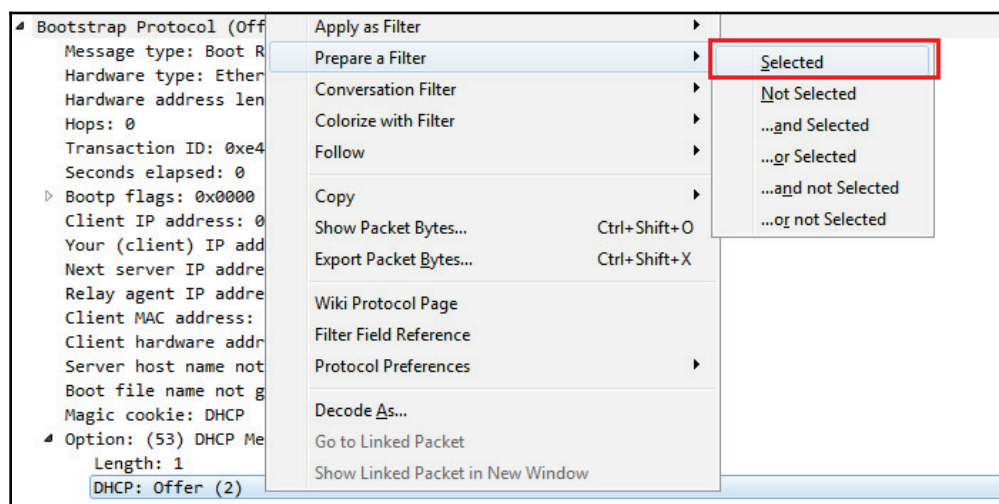 Bootstrap Protocol (Off
Message type: Boot R
Hardware type: Ether
Hardware address len
Hops: 0
Transaction ID: 0xe4
Seconds elapsed: 0
Bootp flags: 0x0000
Client IP address: 0
Your (client) IP add
Next server IP addre
Relay agent IP addre
Client MAC address:
Client hardware addr
Server host name not
Boot file name not g
Magic cookie: DHCP
Option: (53) DHCP Me
Length: 1
DHCP: Offer (2)
Apply as Filter
Prepare a Filter
Conversation Filter
Colorize with Filter
Follow
Copy
Show Packet Bytes... Ctrl+Shift+O
Export Packet Bytes... Ctrl+Shift+X
Wiki Protocol Page
Filter Field Reference
Protocol Preferences
Decode As...
Go to Linked Packet
Show Linked Packet in New Window
Selected
Not Selected
...and Selected
...or Selected
...and not Selected
...or not Selected